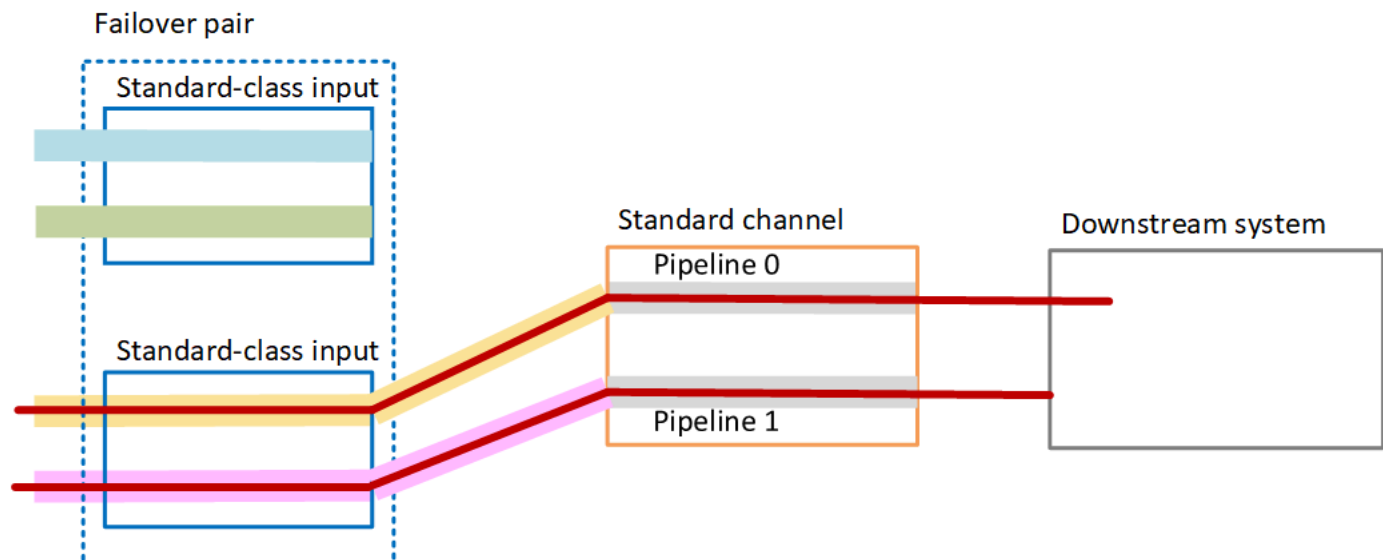 Failover pair
Standard-class input
Standard channel
Downstream system
Pipeline 0
Standard-class input
Pipeline 1